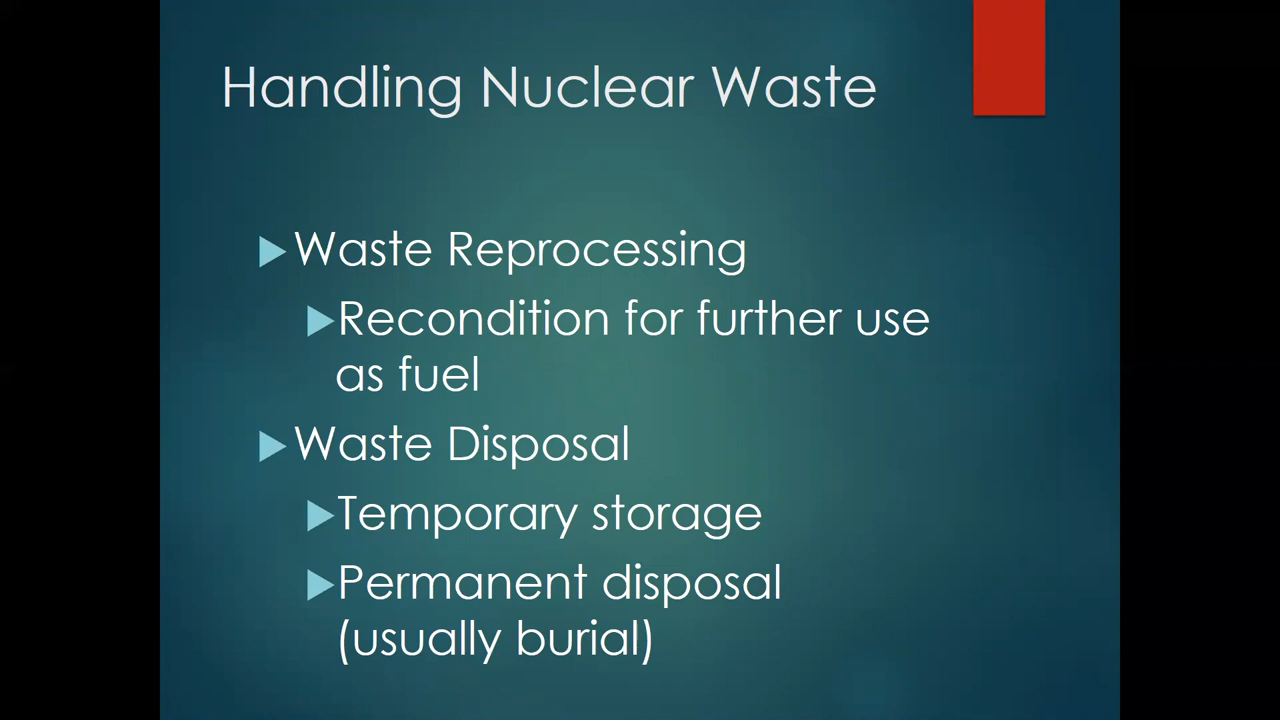 Handling Nuclear Waste
Waste Reprocessing
Recondition for further use
as fuel
Waste Disposal
Temporary storage
Permanent disposal
(usually burial)